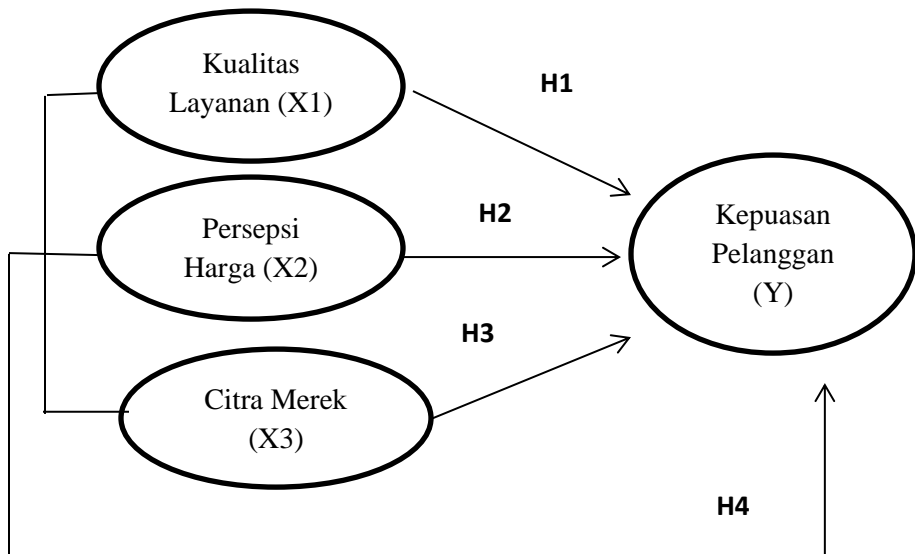 Kualitas
Layanan (X1)
H1
Persepsi
Harga (X2)
H2
Kepuasan
Pelanggan
(Y)
H3
Citra Merek
(X3)
H4